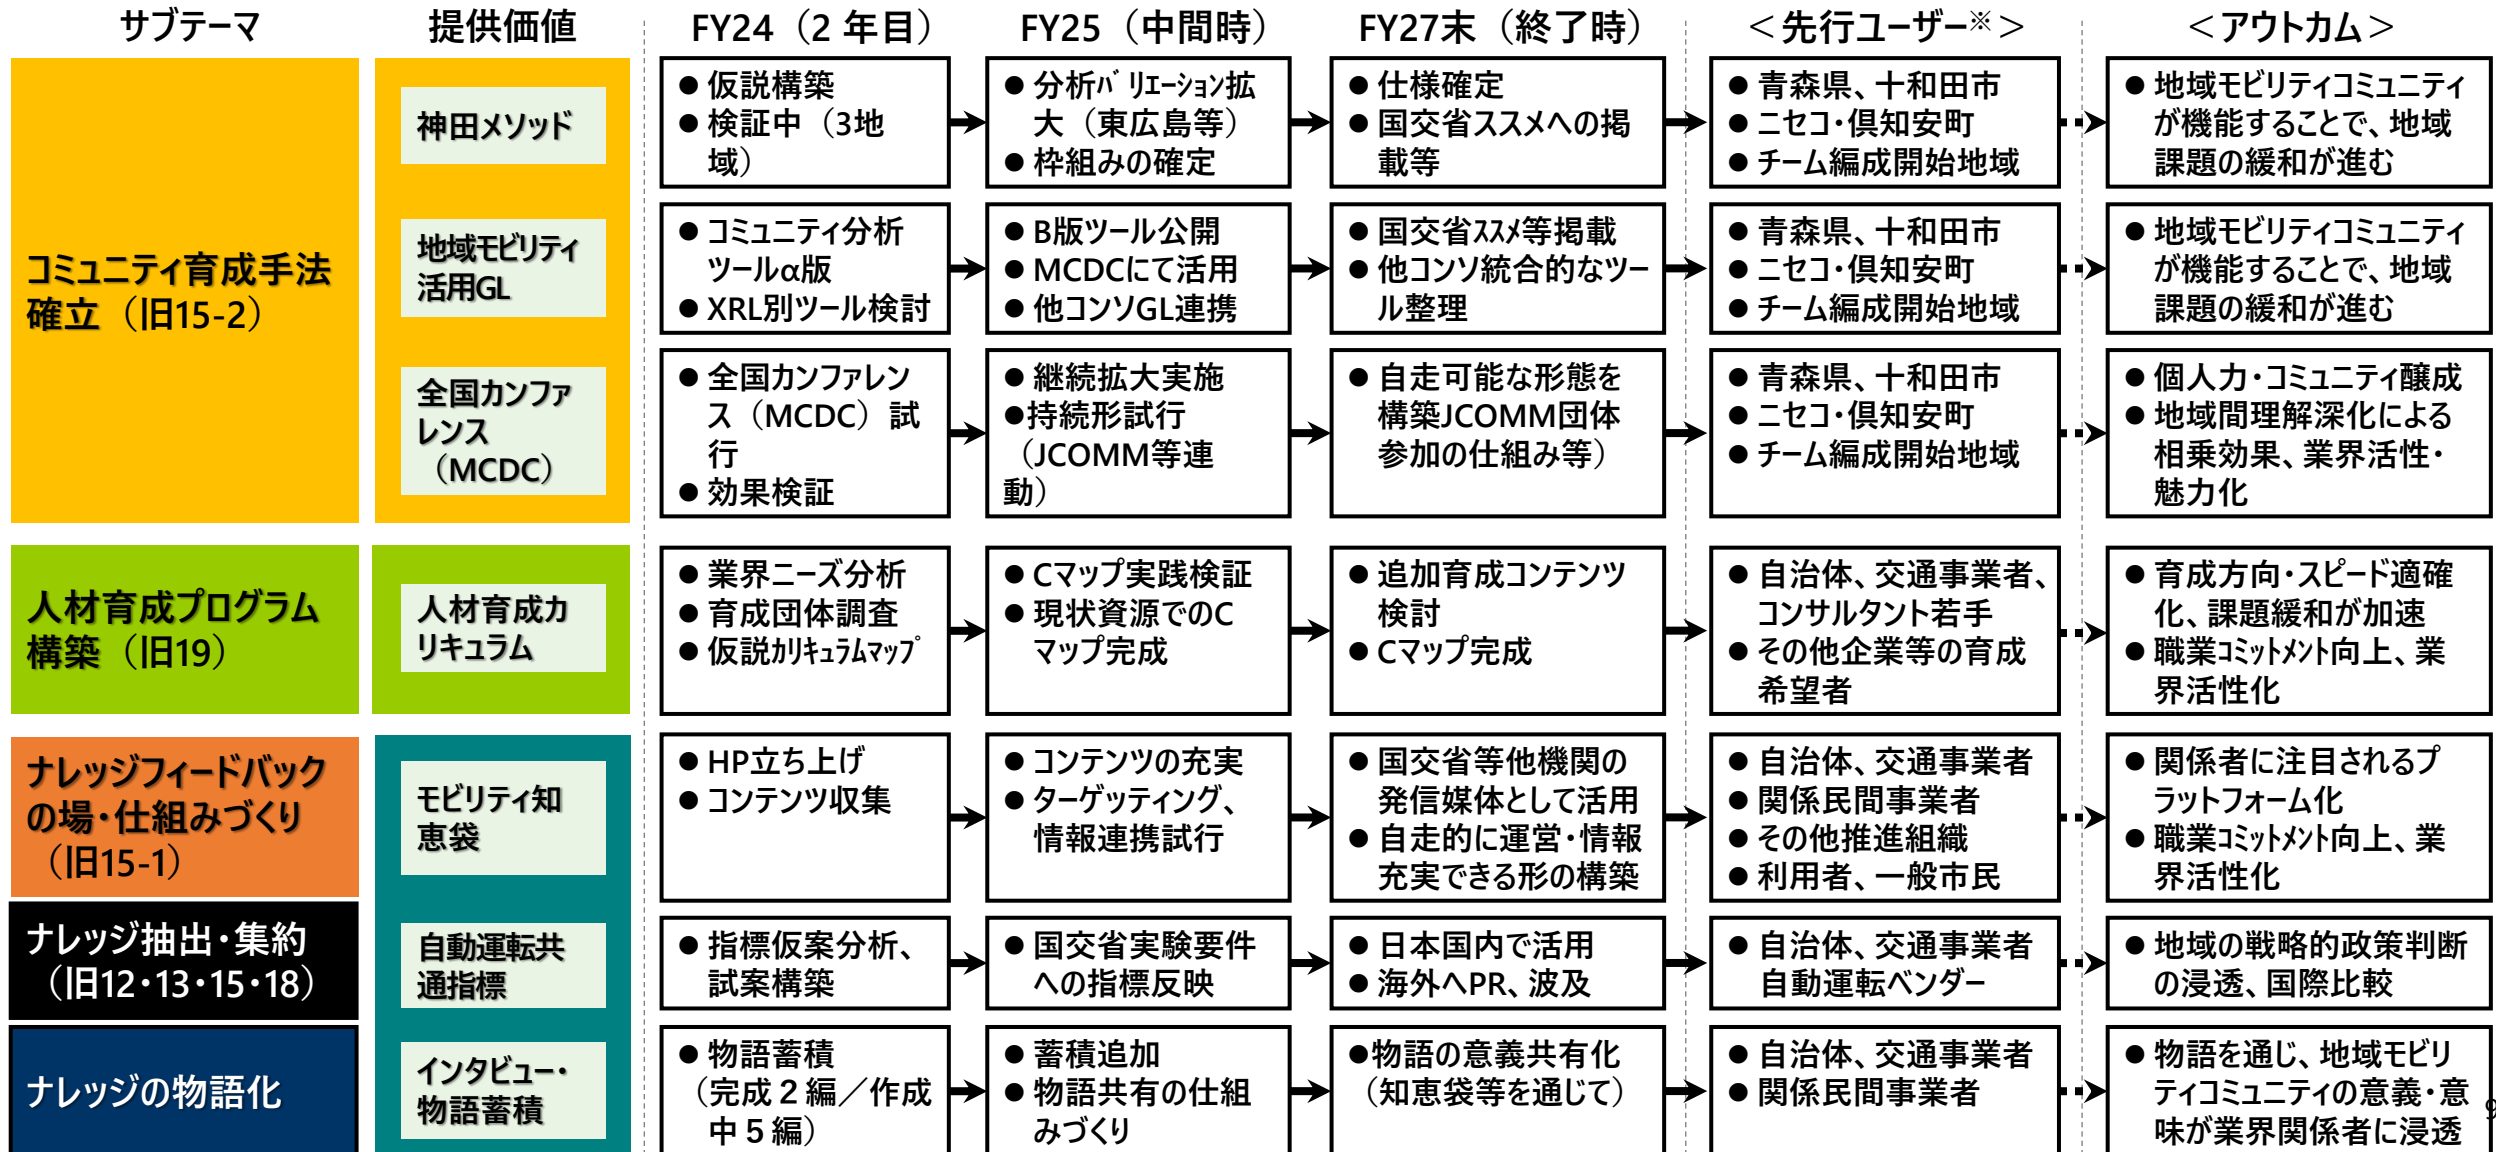 サブテーマ
提供価値
FY24（2 年目）
FY25（中間時）
FY27末（終了時）
＜先行ユーザー※＞
＜アウトカム＞
コミュニティ育成手法
確立（旧15-2）
神田メソッド
● 仮説構築
● 検証中（3地
域）
● 分析ﾊﾞﾘｴｰｼｮﾝ拡
大（東広島等）
● 枠組みの確定
● 仕様確定
● 国交省ススメへの掲
載等
● 青森県、十和田市
● ニセコ・倶知安町
● チーム編成開始地域
● 地域モビリティコミュニティ
が機能することで、地域
課題の緩和が進む
地域モビリティ
活用GL
● コミュニティ分析
ツールα版
● XRL別ツール検討
● B版ツール公開
● MCDCにて活用
● 他コンソGL連携
● 国交省ｽｽﾒ等掲載
● 他コンソ統合的なツー
ル整理
● 青森県、十和田市
● ニセコ・倶知安町
● チーム編成開始地域
● 地域モビリティコミュニティ
が機能することで、地域
課題の緩和が進む
全国カンファ
レンス
（MCDC）
● 全国カンファレン
ス（MCDC）試
行
● 効果検証
● 継続拡大実施
●持続形試行
（JCOMM等連
動）
● 自走可能な形態を
構築JCOMM団体
参加の仕組み等）
● 青森県、十和田市
● ニセコ・倶知安町
● チーム編成開始地域
● 個人力・コミュニティ醸成
● 地域間理解深化による
相乗効果、業界活性・
魅力化
人材育成プログラム
構築（旧19）
人材育成カ
リキュラム
● 業界ニーズ分析
● 育成団体調査
● 仮説ｶﾘｷｭﾗﾑﾏｯﾌﾟ
● Cマップ実践検証
● 現状資源でのC
マップ完成
● 追加育成コンテンツ
検討
● Cマップ完成
● 自治体、交通事業者、
コンサルタント若手
● その他企業等の育成
希望者
● 育成方向・スピード適確
化、課題緩和が加速
● 職業ｺﾐｯﾄﾒﾝﾄ向上、業
界活性化
ナレッジフィードバック
の場・仕組みづくり
（旧15-1）
モビリティ知
恵袋
● HP立ち上げ
● コンテンツ収集
● コンテンツの充実
● ターゲッティング、
情報連携試行
● 国交省等他機関の
発信媒体として活用
● 自走的に運営・情報
充実できる形の構築
● 自治体、交通事業者
● 関係民間事業者
● その他推進組織
● 利用者、一般市民
● 関係者に注目されるプ
ラットフォーム化
● 職業ｺﾐｯﾄﾒﾝﾄ向上、業
界活性化
ナレッジ抽出・集約
（旧12・13・15・18）
自動運転共
通指標
● 指標仮案分析、
試案構築
● 国交省実験要件
への指標反映
● 日本国内で活用
● 海外へPR、波及
● 自治体、交通事業者
自動運転ベンダー
● 地域の戦略的政策判断
の浸透、国際比較
ナレッジの物語化
インタビュー・
物語蓄積
● 物語蓄積
（完成２編／作成
中５編）
● 蓄積追加
● 物語共有の仕組
みづくり
●物語の意義共有化
（知恵袋等を通じて）
● 自治体、交通事業者
● 関係民間事業者
● 物語を通じ、地域モビリ
ティコミュニティの意義・意
味が業界関係者に浸透
9